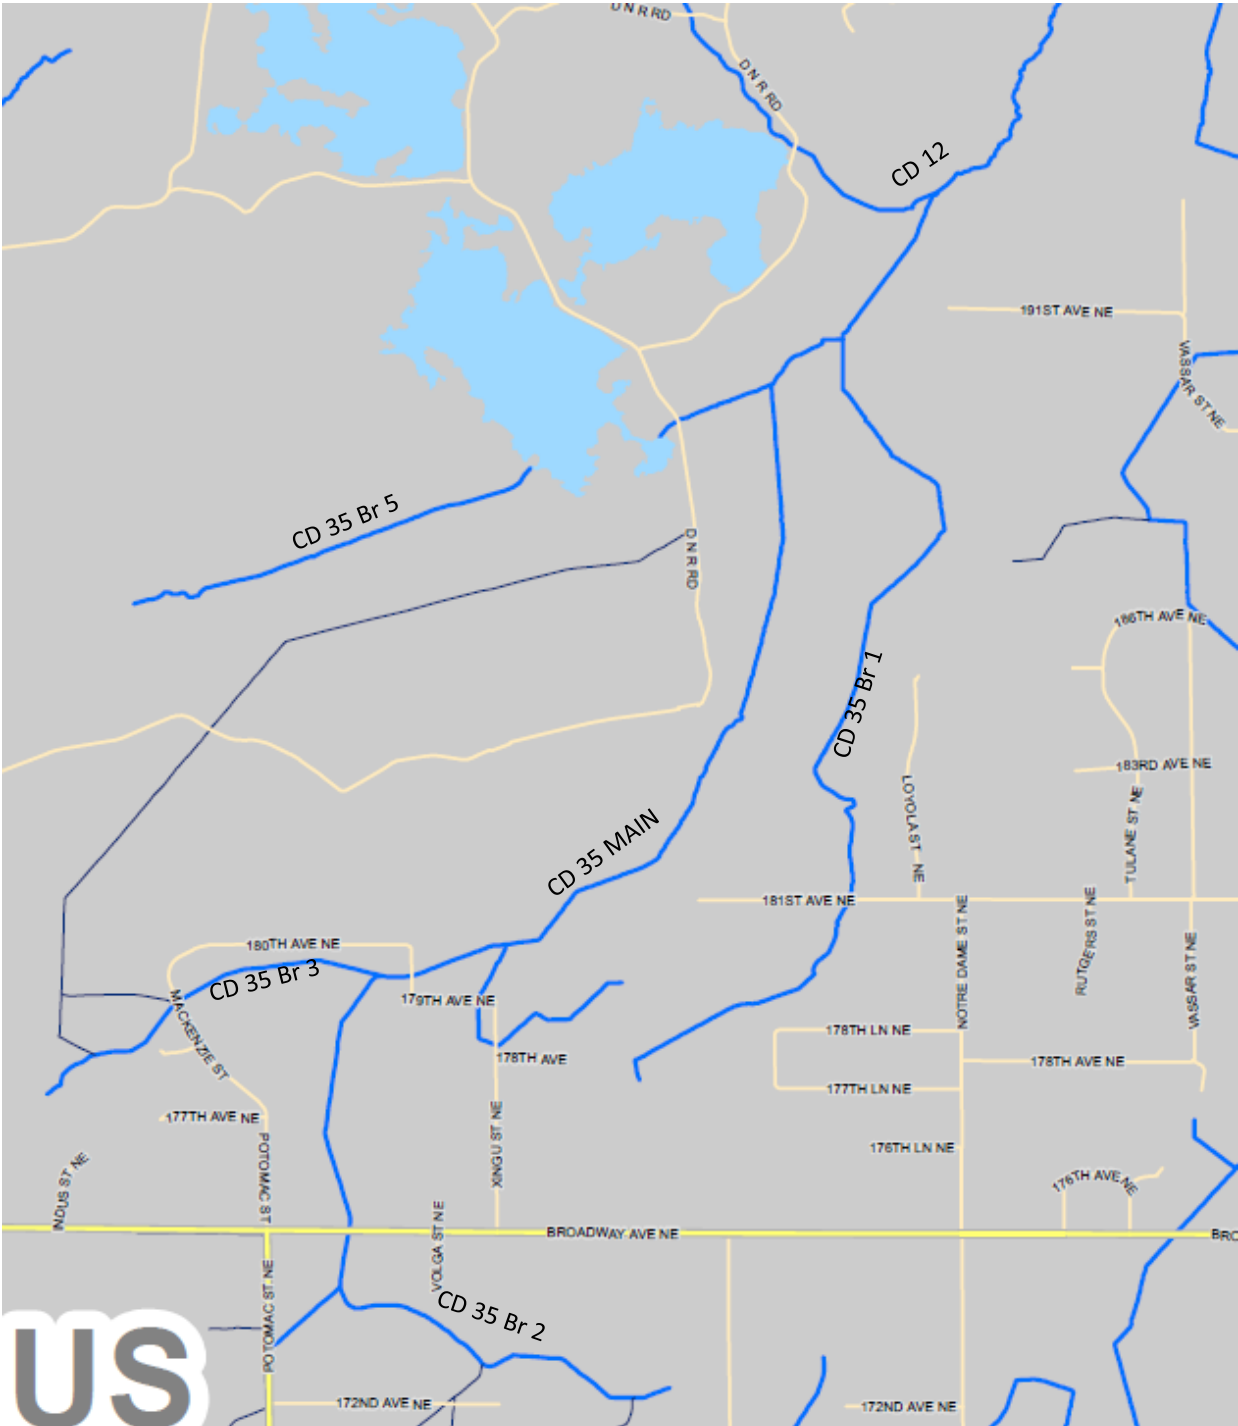 D N R RD
D N R RD
CD 12
191ST AVE NE
VASSAR ST NE
CD 35 Br 5
D N R RD
186TH AVE NE
CD 35 Br 1
183RD AVE NE
LOYOLA ST NE
TULANE ST NE
CD 35 MAIN
181ST AVE NE
NOTRE DAME ST NE
RUTGERS ST NE
VASSAR ST NE
180TH AVE NE
CD 35 Br 3
179TH AVE NE
MACKENZIE ST
178TH LN NE
178TH AVE
178TH AVE NE
177TH LN NE
177TH AVE NE
XINGU ST NE
176TH LN NE
POTOMAC ST
INDUS ST NE
176TH AVE NE
BROADWAY AVE NE
BRO
VOLGA ST NE
POTOMAC ST NE
CD 35 Br 2
US
172ND AVE NE
172ND AVE NE